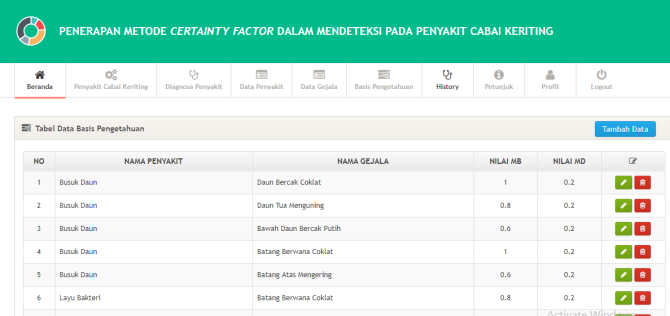 PENERAPAN METODE CERTAINTY FACTOR DALAM MENDETEKSI PADA PENYAKIT CABAI KERITING
Beranda Penyakit Cabai Keriting Diagnosa Penyakit Data Penyakit Data Gejala Basis Pengetahuan History Petunjuk Profil Logout
Tabel Data Basis Pengetahuan Tambah Data
NO NAMA PENYAKIT NAMA GEJALA NILAI MB NILAI MD
1 Busuk Daun Daun Bercak Coklat 1 0.2
2 Busuk Daun Daun Tua Menguning 0.8 0.2
3 Busuk Daun Bawah Daun Bercak Putih 0.6 0.2
4 Busuk Daun Batang Berwana Coklat 1 0.2
5 Busuk Daun Batang Atas Mengering 0.6 0.2
6 Layu Bakteri Batang Berwana Coklat 0.8 0.2